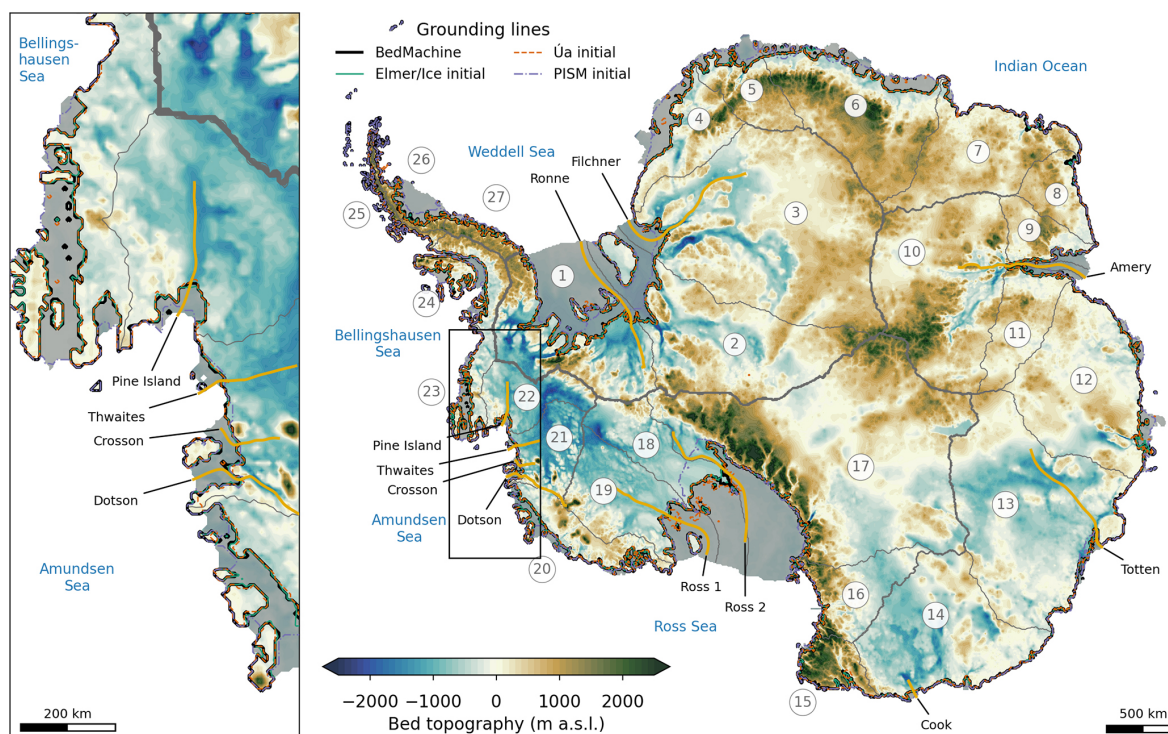 Bellings-
hausen
Sea
Pine Island
Thwaites
Crosson
Dotson
Amundsen
Sea
200 km
Grounding lines
BedMachine
Elmer/Ice initial
Úa initial
PISM initial
Indian Ocean
Weddell Sea
Filchner
Ronne
26
27
25
24
1
2
3
4
5
6
7
8
9
10
11
12
13
14
15
16
17
18
19
20
21
22
23
Amery
Bellingshausen
Sea
Pine Island
Thwaites
Crosson
Dotson
Amundsen
Sea
Ross 1
Ross 2
Ross Sea
Totten
Cook
−2000 −1000 0 1000 2000
Bed topography (m a.s.l.)
500 km